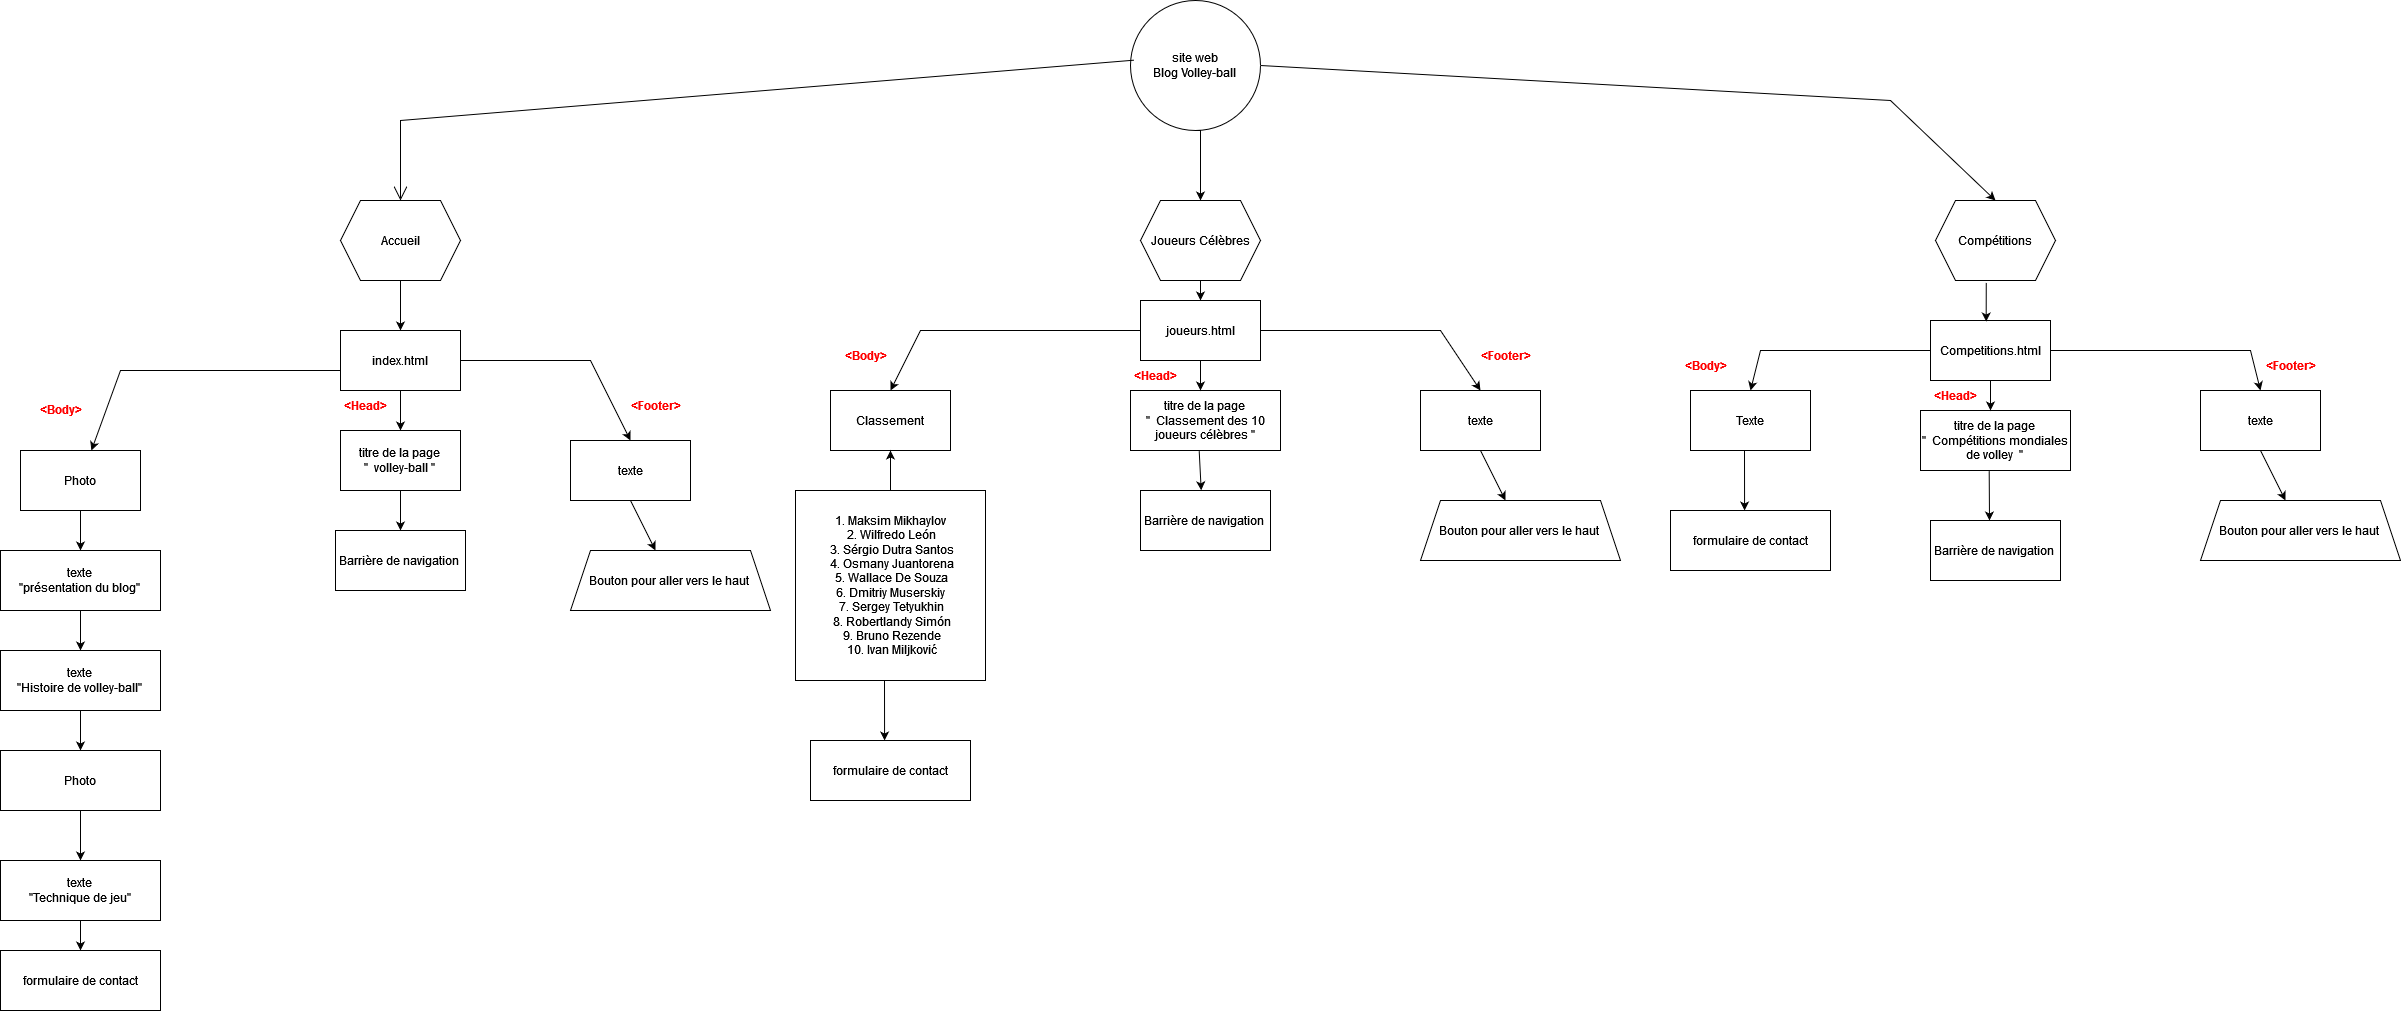 site web
Blog Volley-ball
Accueil
Joueurs Célèbres
Compétitions
index.html
<Body>
<Head>
<Footer>
Photo
titre de la page
" volley-ball "
texte
Barrière de navigation
Bouton pour aller vers le haut
texte
"présentation du blog"
texte
"Histoire de volley-ball"
Photo
texte
"Technique de jeu"
formulaire de contact
joueurs.html
<Body>
<Head>
<Footer>
Classement
titre de la page
" Classement des 10
joueurs célèbres "
texte
1. Maksim Mikhaylov
2. Wilfredo León
3. Sérgio Dutra Santos
4. Osmany Juantorena
5. Wallace De Souza
6. Dmitriy Muserskiy
7. Sergey Tetyukhin
8. Robertlandy Simón
9. Bruno Rezende
10. Ivan Miljković
Barrière de navigation
Bouton pour aller vers le haut
formulaire de contact
Competitions.html
<Body>
<Head>
<Footer>
Texte
titre de la page
" Compétitions mondiales
de volley "
texte
formulaire de contact
Barrière de navigation
Bouton pour aller vers le haut